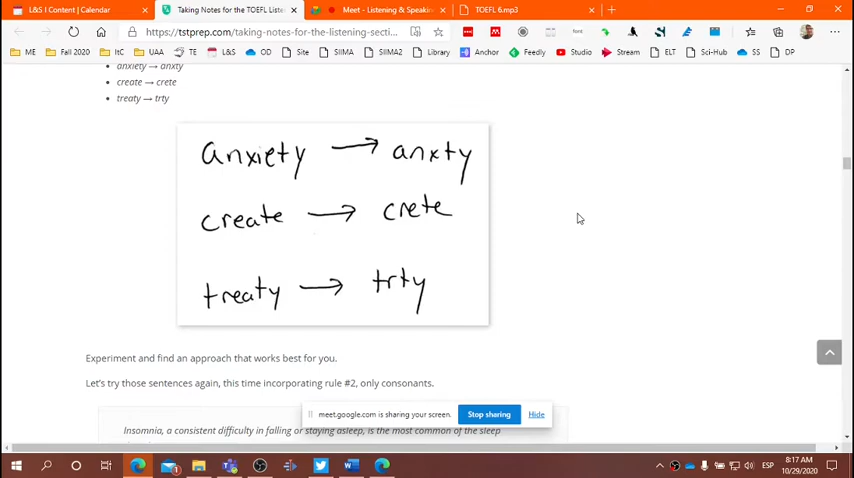 L&S I Content | Calendar
Taking Notes for the TOEFL Listen
Meet - Listening & Speakin
TOEFL 6.mp3
https://tstprep.com/taking-notes-for-the-listening-secti...
ME
Fall 2020
ItC
UAA
TE
L&S
OD
Site
SIIMA
SIIMA2
Library
Anchor
Feedly
Studio
Stream
ELT
Sci-Hub
SS
DP
anxiety → anxty
create → crete
treaty → trty
anxiety → anxty
create → crete
treaty → trty
Experiment and find an approach that works best for you.
Let's try those sentences again, this time incorporating rule #2, only consonants.
meet.google.com is sharing your screen.
Stop sharing
Hide
Insomnia, a consistent difficulty in falling or staying asleep, is the most common of the sleep
ESP
8:17 AM
10/29/2020